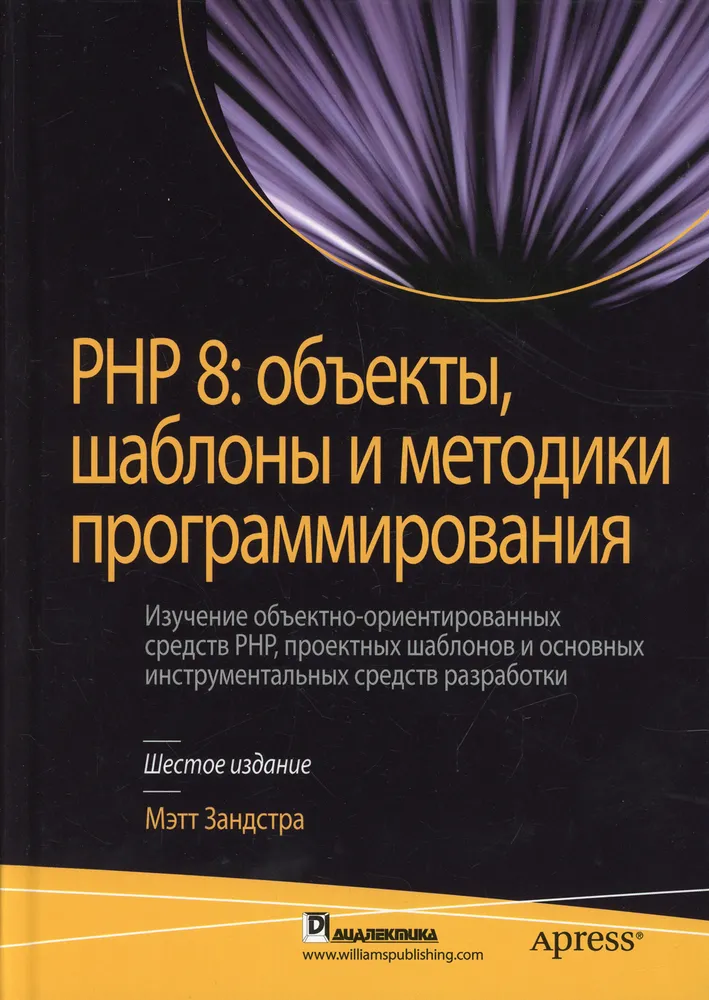 PHP 8: объекты,
шаблоны и методики
программирования
Изучение объектно-ориентированных
средств PHP, проектных шаблонов и основных
инструментальных средств разработки
Шестое издание
Мэтт Зандстра
D ДИАЛЕКТИКА
www.williamspublishing.com
Apress®